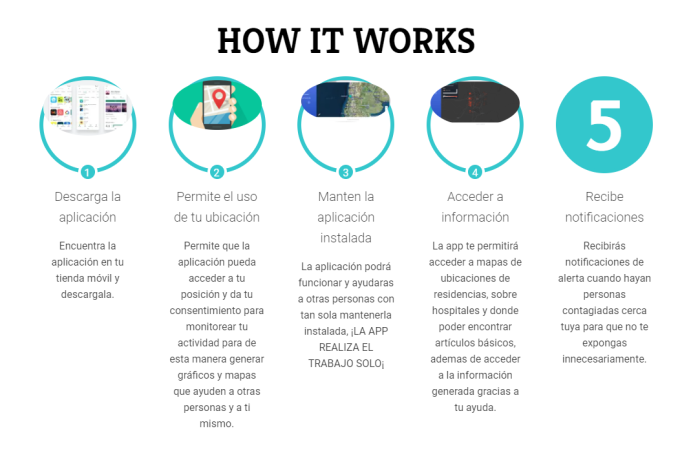 HOW IT WORKS
1
Descarga la
aplicación
Encuentra la
aplicación en tu
tienda móvil y
descargala.
2
Permite el uso
de tu ubicación
Permite que la
aplicación pueda
acceder a tu
posición y da tu
consentimiento para
monitorear tu
actividad para de
esta manera generar
gráficos y mapas
que ayuden a otras
personas y a ti
mismo.
3
Manten la
aplicación
instalada
La aplicación podrá
funcionar y ayudaras
a otras personas con
tan sola mantenerla
instalada, ¡LA APP
REALIZA EL
TRABAJO SOLO¡
4
Acceder a
información
La app te permitirá
acceder a mapas de
ubicaciones de
residencias, sobre
hospitales y donde
poder encontrar
artículos básicos,
ademas de acceder
a la información
generada gracias a
tu ayuda.
5
Recibe
notificaciones
Recibirás
notificaciones de
alerta cuando hayan
personas
contagiadas cerca
tuya para que no te
expongas
innecesariamente.